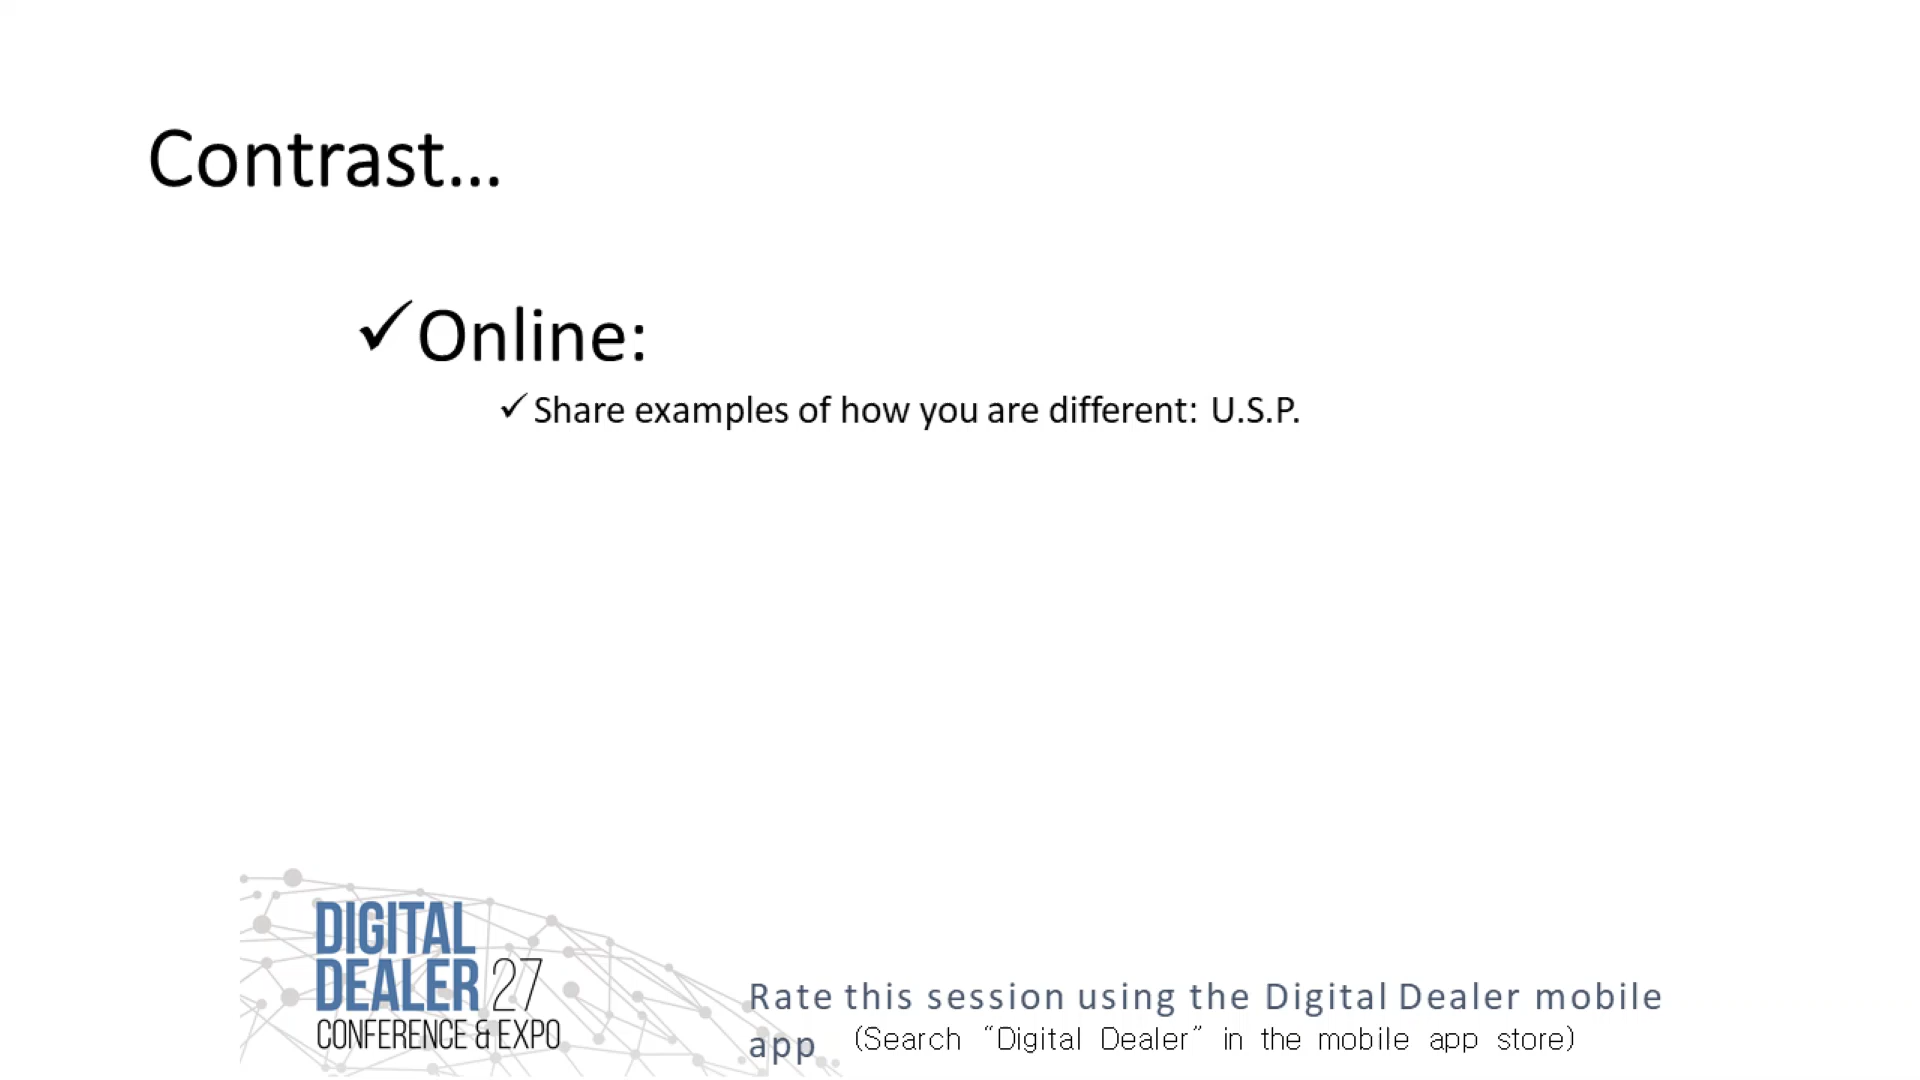 Contrast...
✓Online:
✓Share examples of how you are different: U.S.P.
DIGITAL
DEALER 27
CONFERENCE & EXPO
Rate this session using the Digital Dealer mobile
app (Search “Digital Dealer” in the mobile app store)